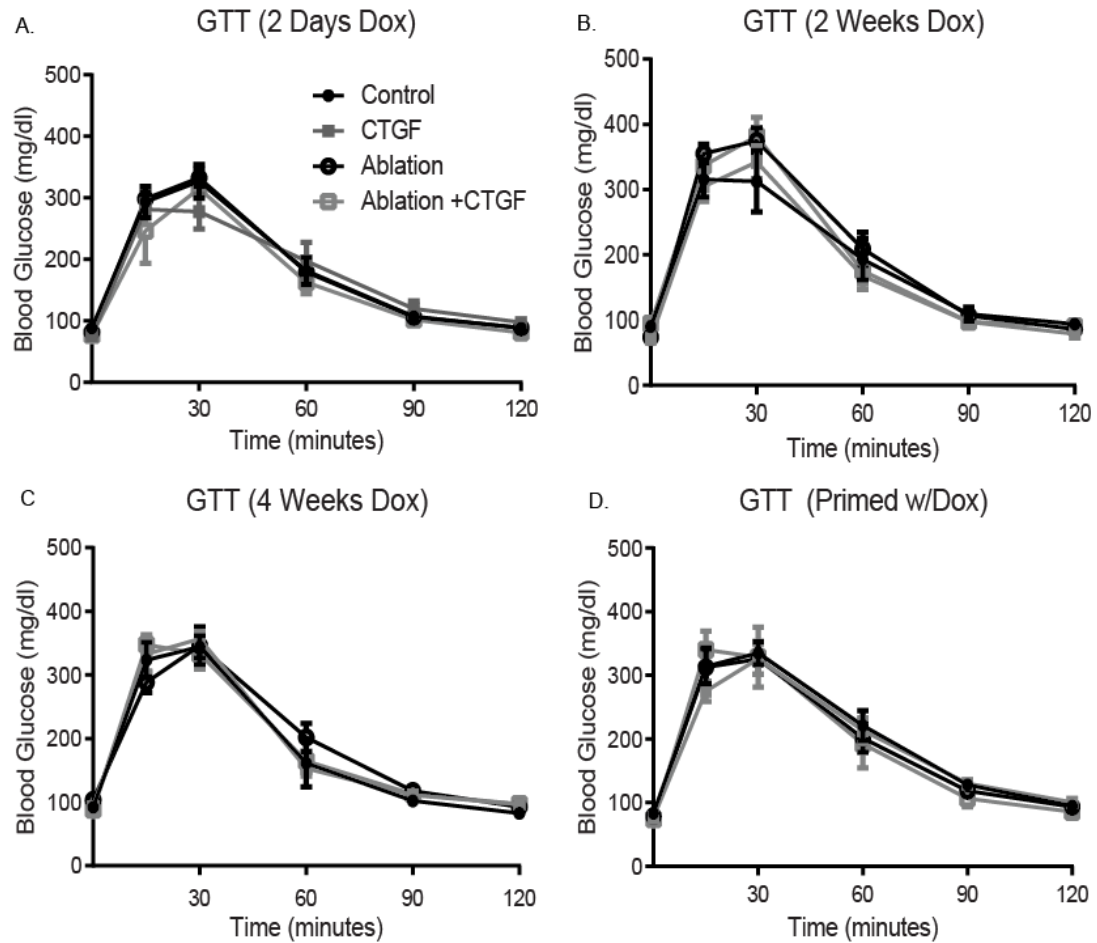 A.
GTT (2 Days Dox)
500
400
300
200
100
0
Blood Glucose (mg/dl)
Control
CTGF
Ablation
Ablation +CTGF
30
60
90
120
Time (minutes)
B.
GTT (2 Weeks Dox)
500
400
300
200
100
0
Blood Glucose (mg/dl)
30
60
90
120
Time (minutes)
C
GTT (4 Weeks Dox)
500
400
300
200
100
0
Blood Glucose (mg/dl)
30
60
90
120
Time (minutes)
D.
GTT (Primed w/Dox)
500
400
300
200
100
0
Blood Glucose (mg/dl)
30
60
90
120
Time (minutes)